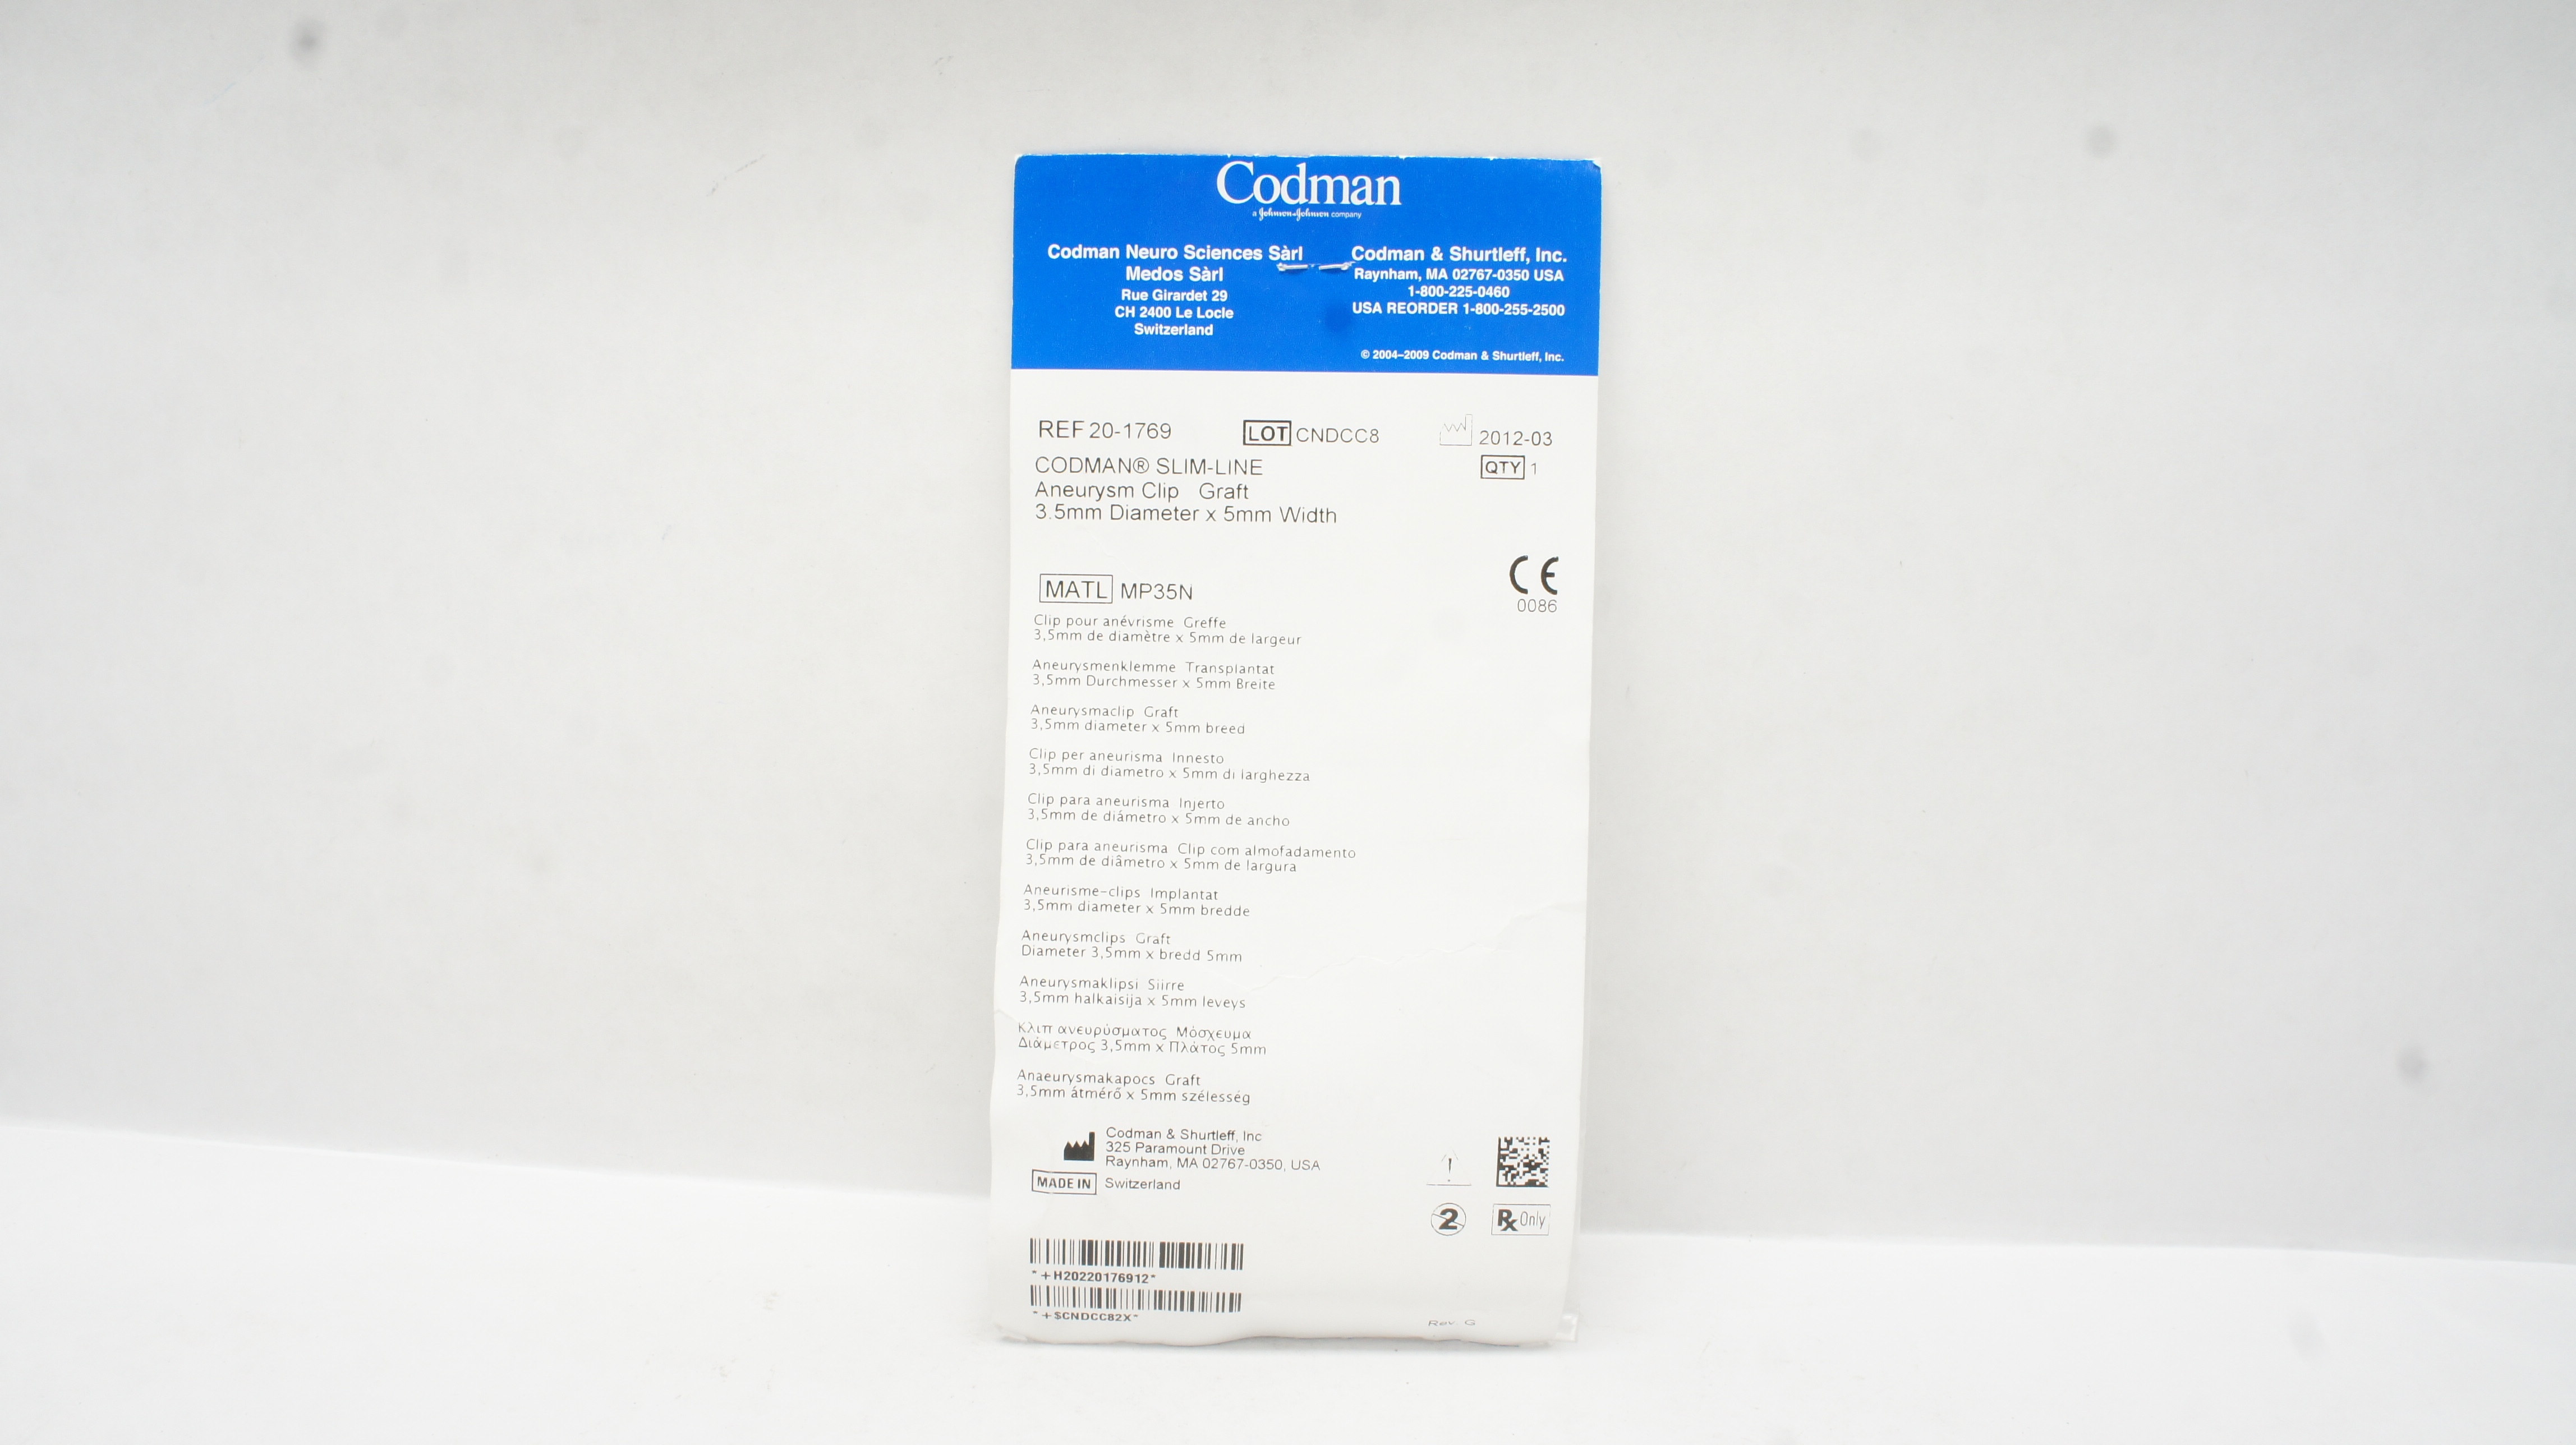 Codman
a Johnson & Johnson company
Codman Neuro Sciences Sàrl
Medos Sàrl
Rue Girardet 29
CH 2400 Le Locle
Switzerland
Codman & Shurtleff, Inc.
Raynham, MA 02767-0350 USA
1-800-225-0460
USA REORDER 1-800-255-2500
© 2004–2009 Codman & Shurtleff, Inc.
REF 20-1769
LOT CNDCC8
2012-03
CODMAN® SLIM-LINE
QTY 1
Aneurysm Clip Graft
3.5mm Diameter x 5mm Width
CE
0086
MATL MP35N
Clip pour anévrisme Greffe
3,5mm de diamètre x 5mm de largeur
Aneurysmenklemme Transplantat
3,5mm Durchmesser x 5mm Breite
Aneurysmaclip Graft
3,5mm diameter x 5mm breed
Clip per aneurisma Innesto
3,5mm di diametro x 5mm di larghezza
Clip para aneurisma Injerto
3,5mm de diámetro x 5mm de ancho
Clip para aneurisma Clip com almofadamento
3,5mm de diâmetro x 5mm de largura
Aneurisme-clips Implantat
3,5mm diameter x 5mm bredde
Aneurysmclips Graft
Diameter 3,5mm x bredd 5mm
Aneurysmaklipsi Siirre
3,5mm halkaisija x 5mm leveys
Κλιπ ανευρύσματος Μόσχευμα
Διάμετρος 3,5mm x Πλάτος 5mm
Anaeurysmakapocs Graft
3,5mm átmérő x 5mm szélesség
Codman & Shurtleff, Inc
325 Paramount Drive
Raynham, MA 02767-0350, USA
MADE IN Switzerland
2
Rx Only
*+H20220176912*
*+$CNDCC82X*
Rev. G